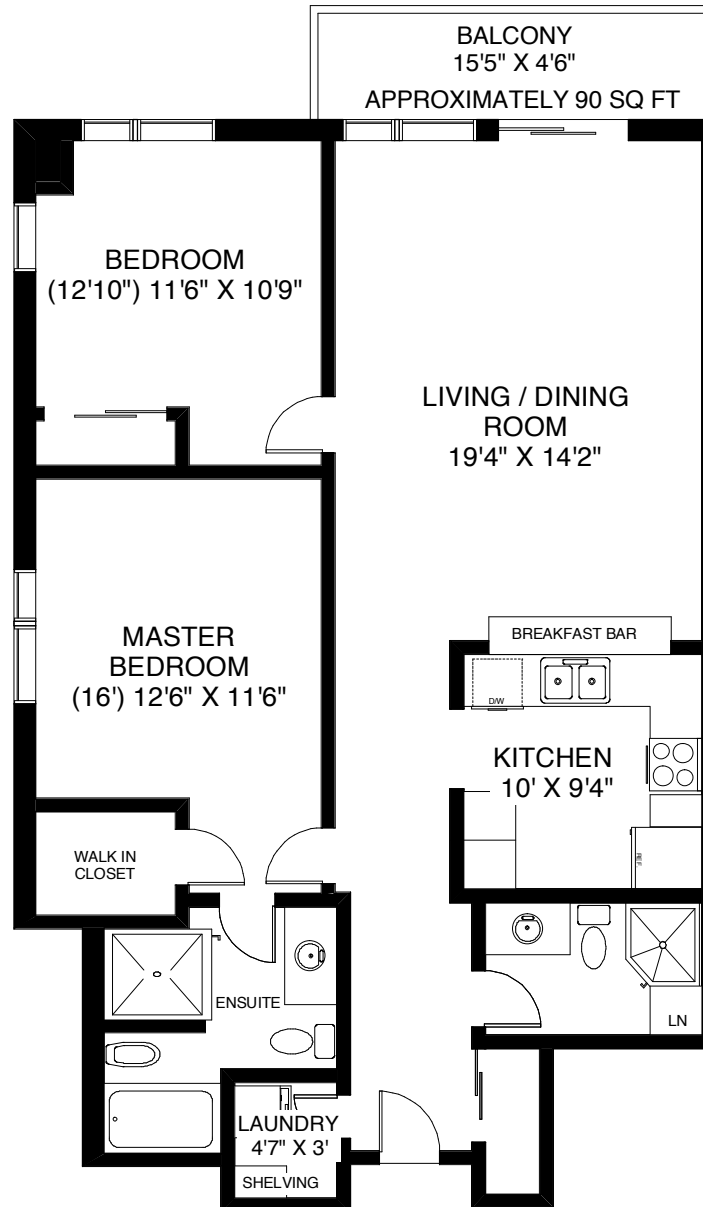 BALCONY
15'5" X 4'6"
APPROXIMATELY 90 SQ FT
BEDROOM
(12'10") 11'6" X 10'9"
LIVING / DINING
ROOM
19'4" X 14'2"
BREAKFAST BAR
MASTER
BEDROOM
(16') 12'6" X 11'6"
D/W
KITCHEN
10' X 9'4"
REF
WALK IN
CLOSET
ENSUITE
LN
LAUNDRY
4'7" X 3'
SHELVING